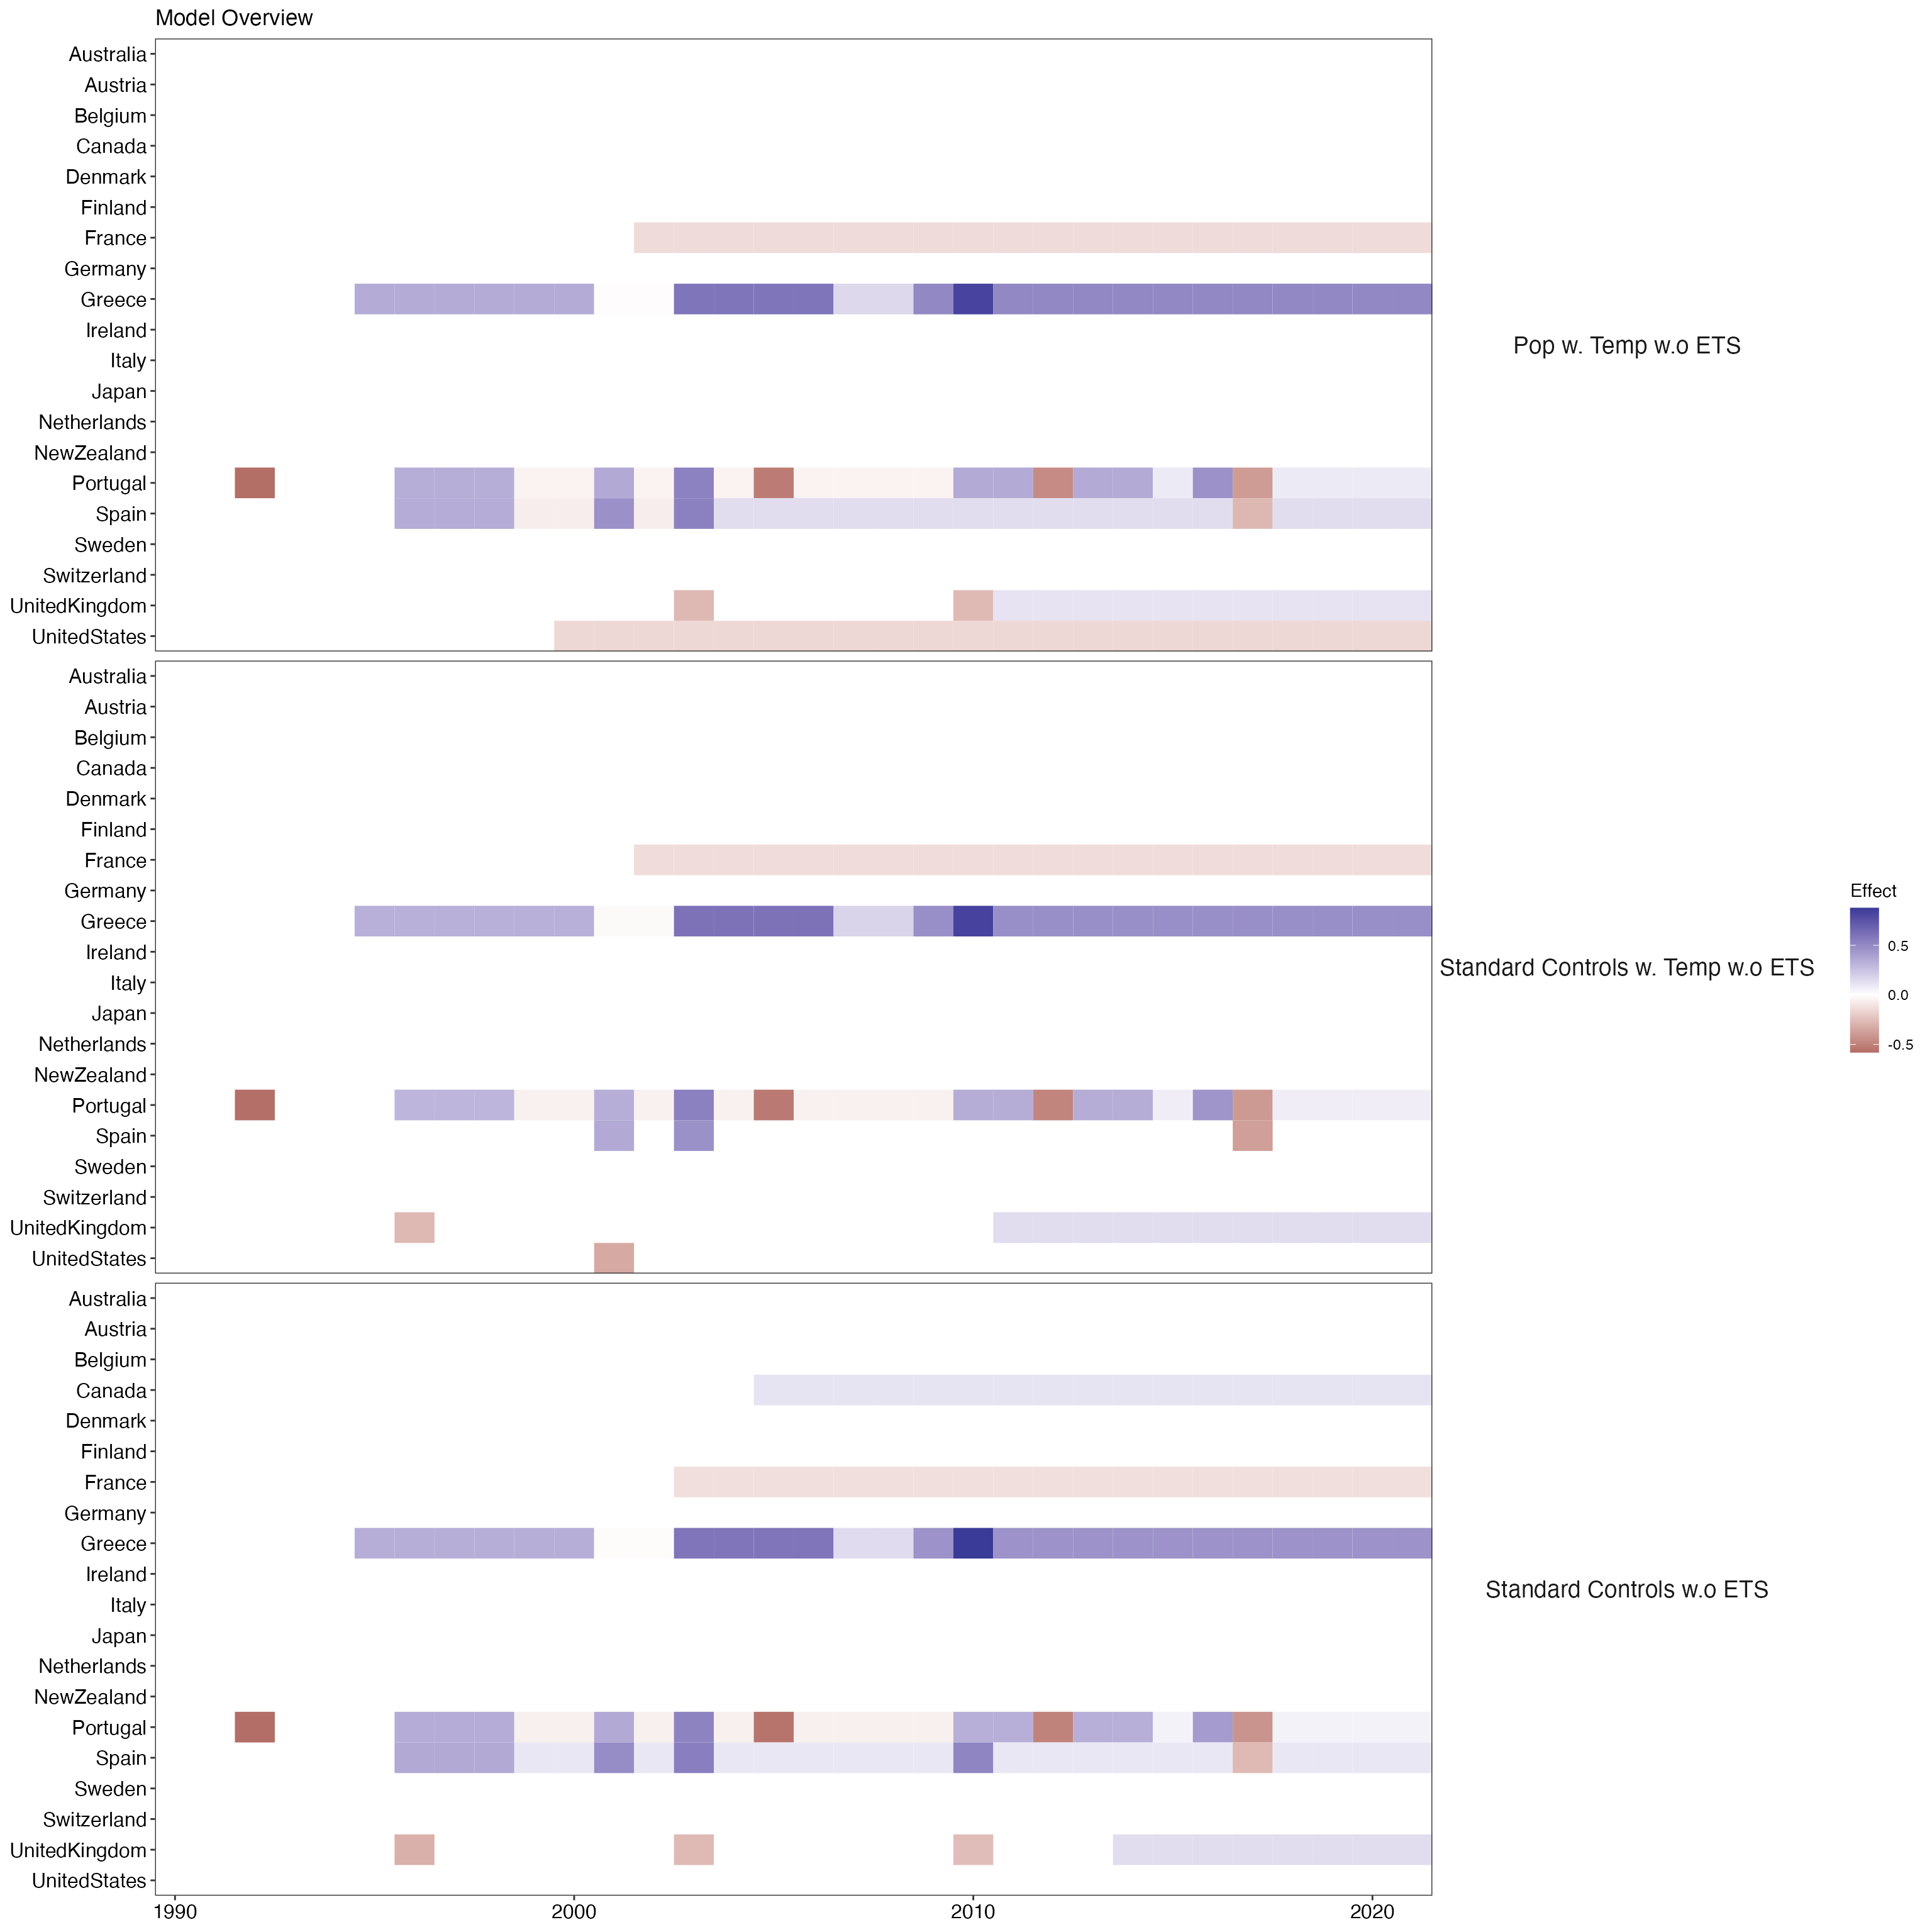 Model Overview
Australia
Austria
Belgium
Canada
Denmark
Finland
France
Germany
Greece
Ireland
Italy
Japan
Netherlands
NewZealand
Portugal
Spain
Sweden
Switzerland
UnitedKingdom
UnitedStates
Pop w. Temp w.o ETS
Australia
Austria
Belgium
Canada
Denmark
Finland
France
Germany
Greece
Ireland
Italy
Japan
Netherlands
NewZealand
Portugal
Spain
Sweden
Switzerland
UnitedKingdom
UnitedStates
Standard Controls w. Temp w.o ETS
Australia
Austria
Belgium
Canada
Denmark
Finland
France
Germany
Greece
Ireland
Italy
Japan
Netherlands
NewZealand
Portugal
Spain
Sweden
Switzerland
UnitedKingdom
UnitedStates
Standard Controls w.o ETS
1990 2000 2010 2020
Effect
0.5
0.0
-0.5